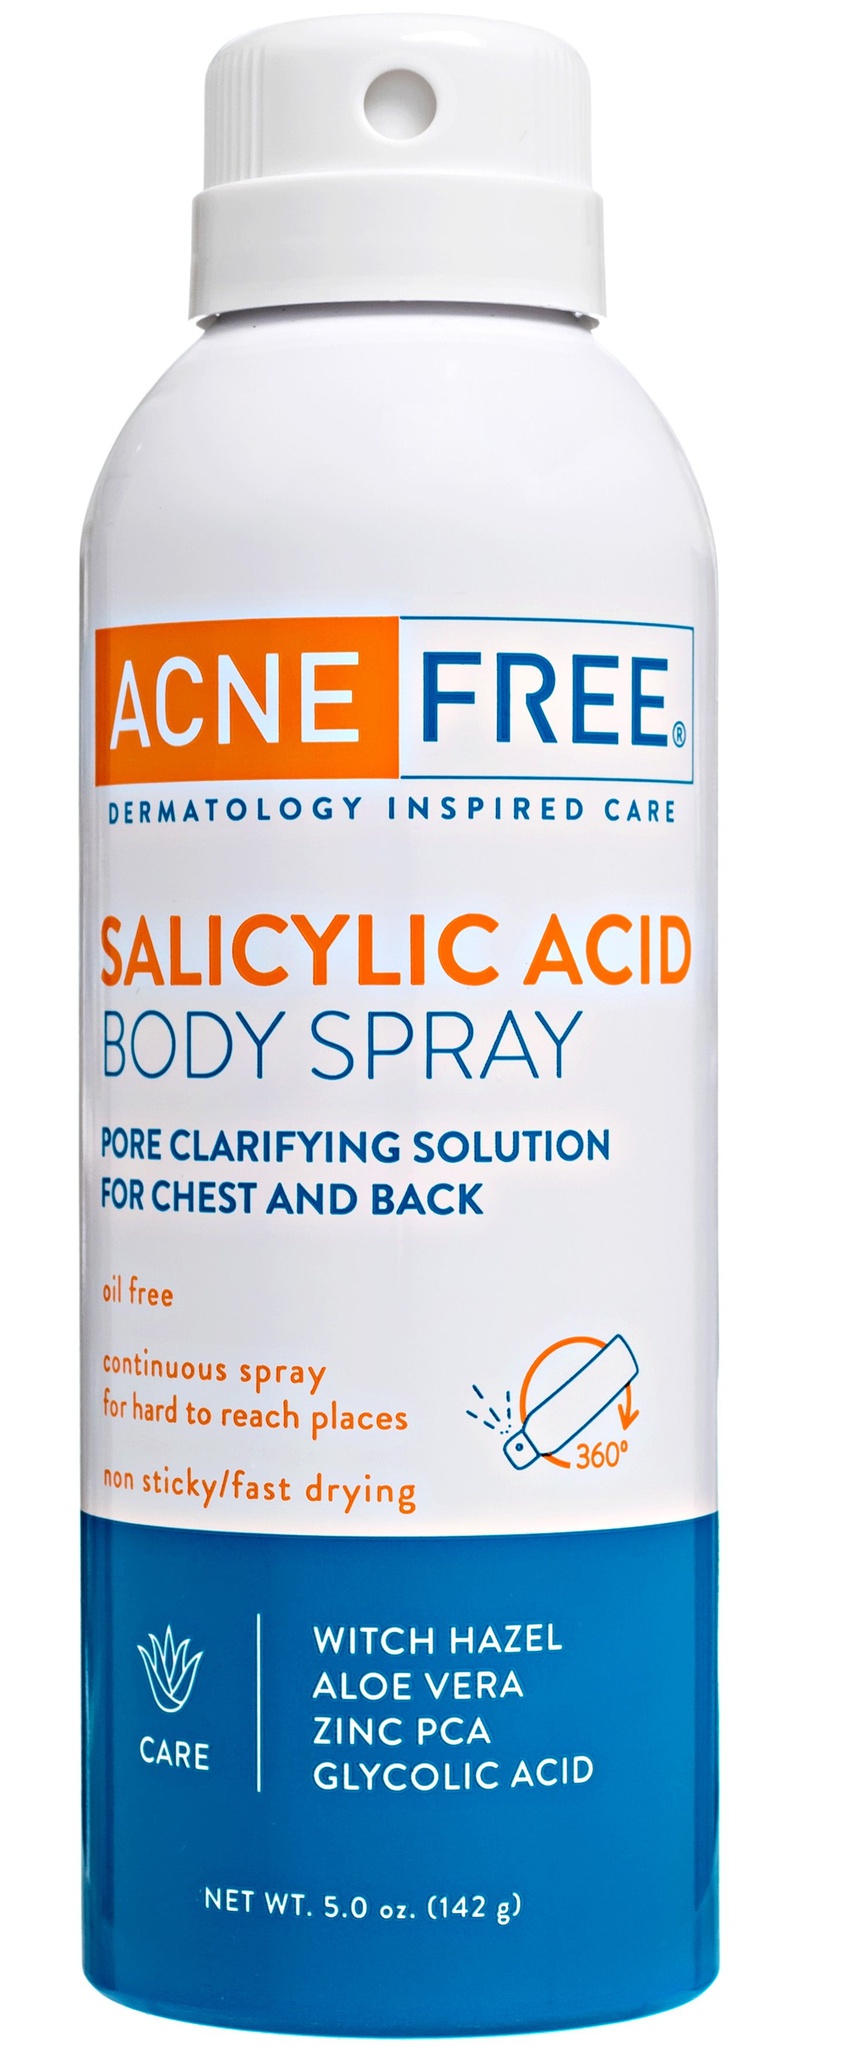 ACNE FREE®
DERMATOLOGY INSPIRED CARE
SALICYLIC ACID
BODY SPRAY
PORE CLARIFYING SOLUTION
FOR CHEST AND BACK
oil free
continuous spray
for hard to reach places
non sticky/fast drying
360°
CARE
WITCH HAZEL
ALOE VERA
ZINC PCA
GLYCOLIC ACID
NET WT. 5.0 oz. (142 g)